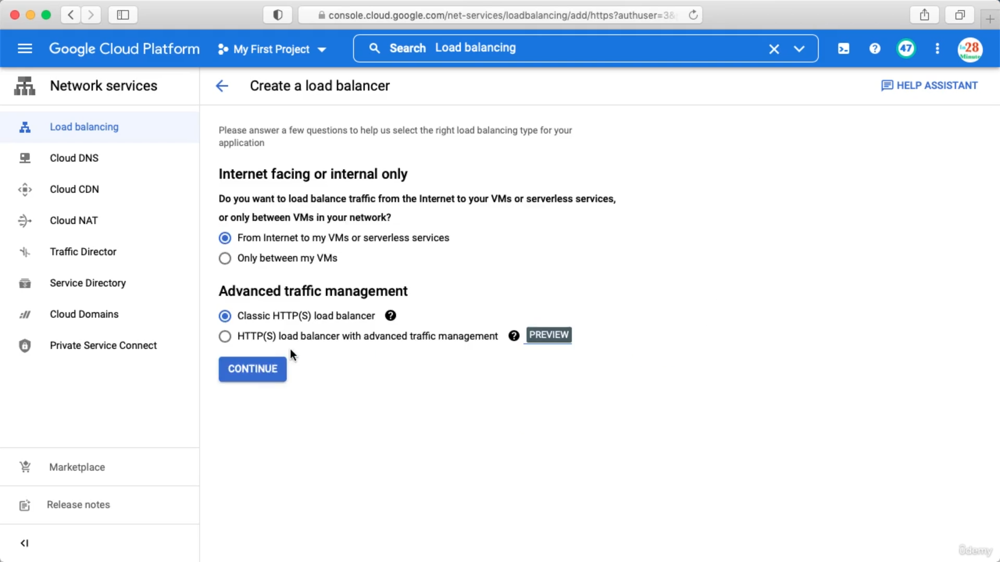 console.cloud.google.com/net-services/loadbalancing/add/https?authuser=3&
Google Cloud Platform
My First Project
Search Load balancing
47
in28
Minutes
Network services
Create a load balancer
HELP ASSISTANT
Load balancing
Cloud DNS
Cloud CDN
Cloud NAT
Traffic Director
Service Directory
Cloud Domains
Private Service Connect
Marketplace
Release notes
Please answer a few questions to help us select the right load balancing type for your
application
Internet facing or internal only
Do you want to load balance traffic from the Internet to your VMs or serverless services,
or only between VMs in your network?
From Internet to my VMs or serverless services
Only between my VMs
Advanced traffic management
Classic HTTP(S) load balancer
HTTP(S) load balancer with advanced traffic management PREVIEW
CONTINUE
ûdemy